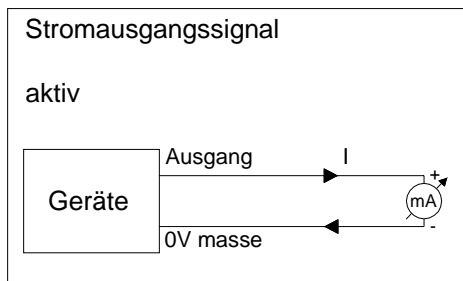 Stromausgangssignal
aktiv
Ausgang I
+
Geräte mA
-
0V masse